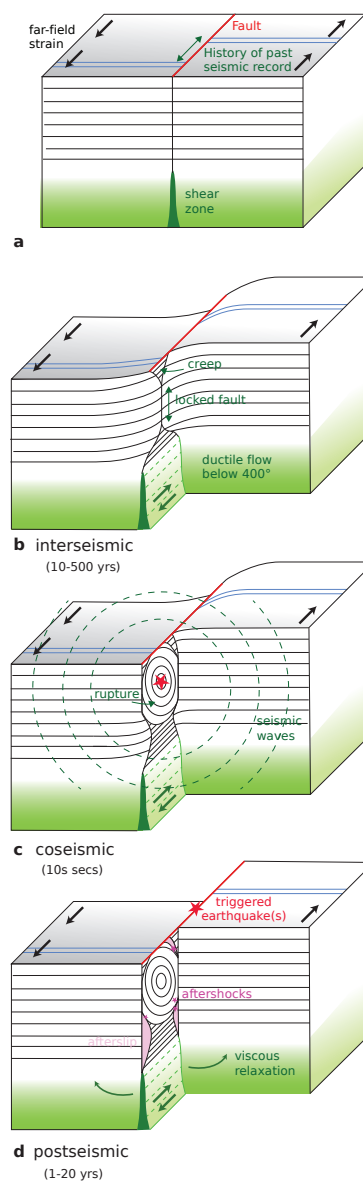 far-field
strain
Fault
History of past
seismic record
shear
zone
a
creep
locked fault
ductile flow
below 400°
b interseismic
(10-500 yrs)
rupture
seismic
waves
c coseismic
(10s secs)
triggered
earthquake(s)
aftershocks
afterslip
viscous
relaxation
d postseismic
(1-20 yrs)